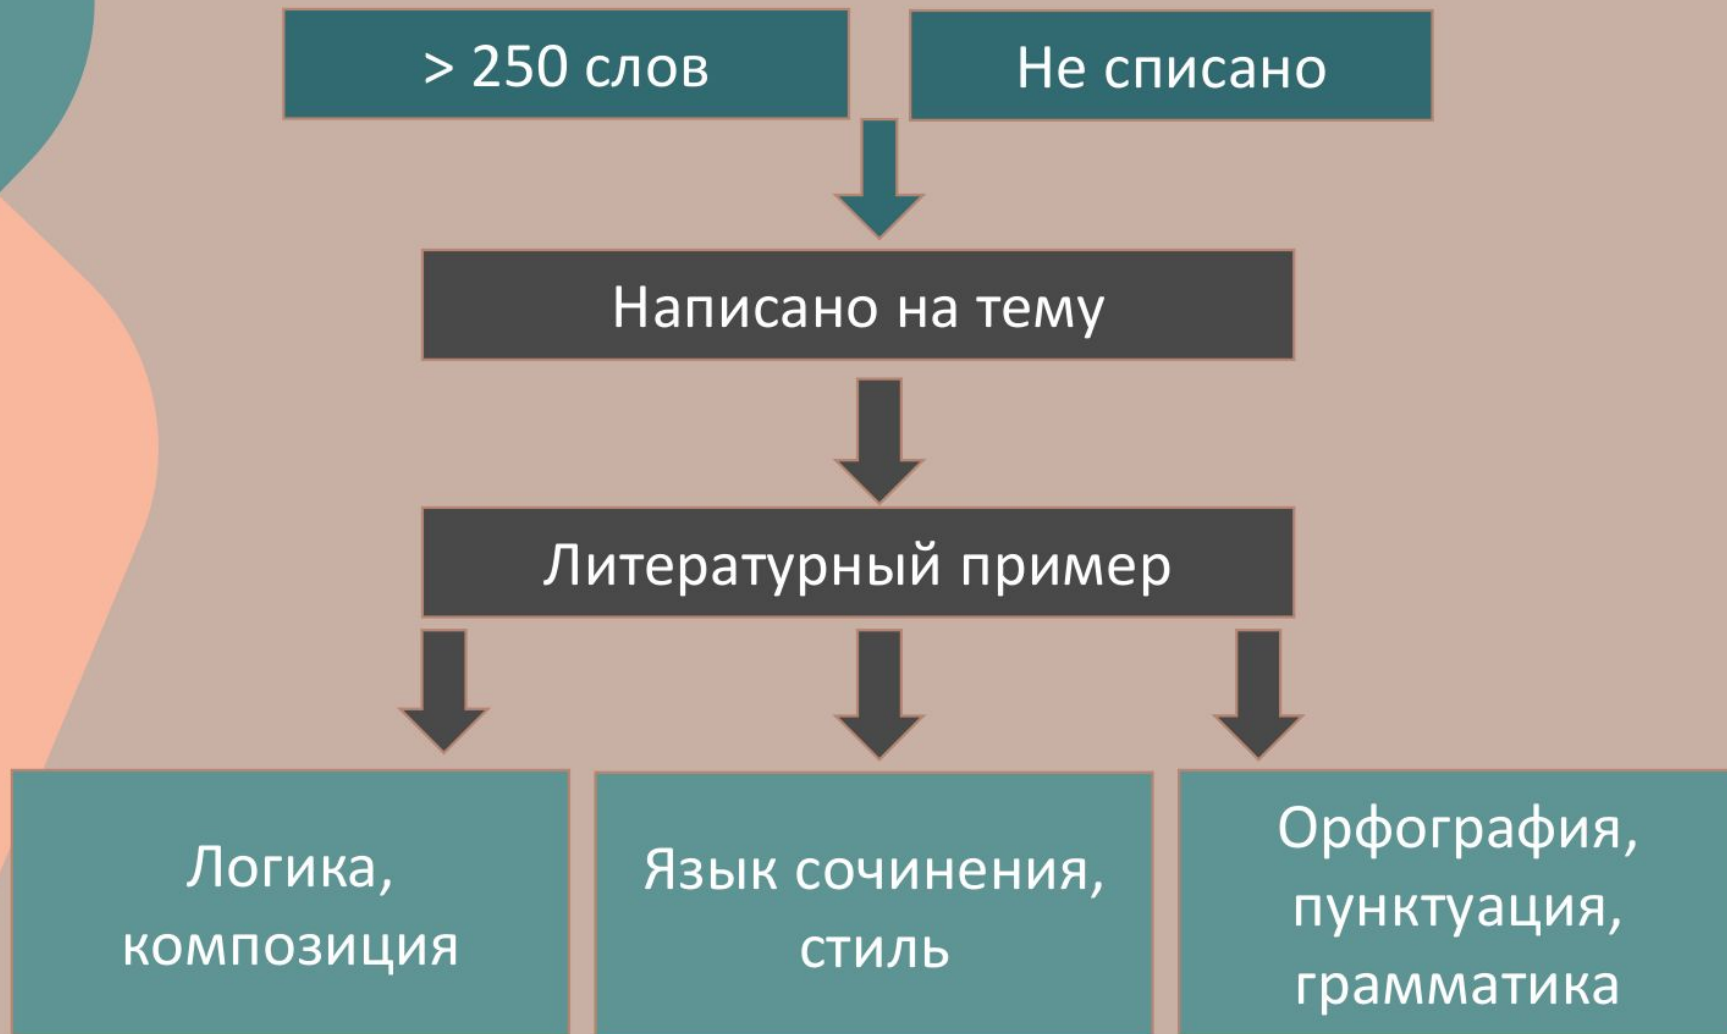 > 250 слов
Не списано
Написано на тему
Литературный пример
Логика,
композиция
Язык сочинения,
стиль
Орфография,
пунктуация,
грамматика